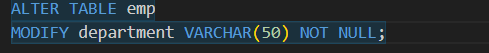 ALTER TABLE emp
MODIFY department VARCHAR(50) NOT NULL;